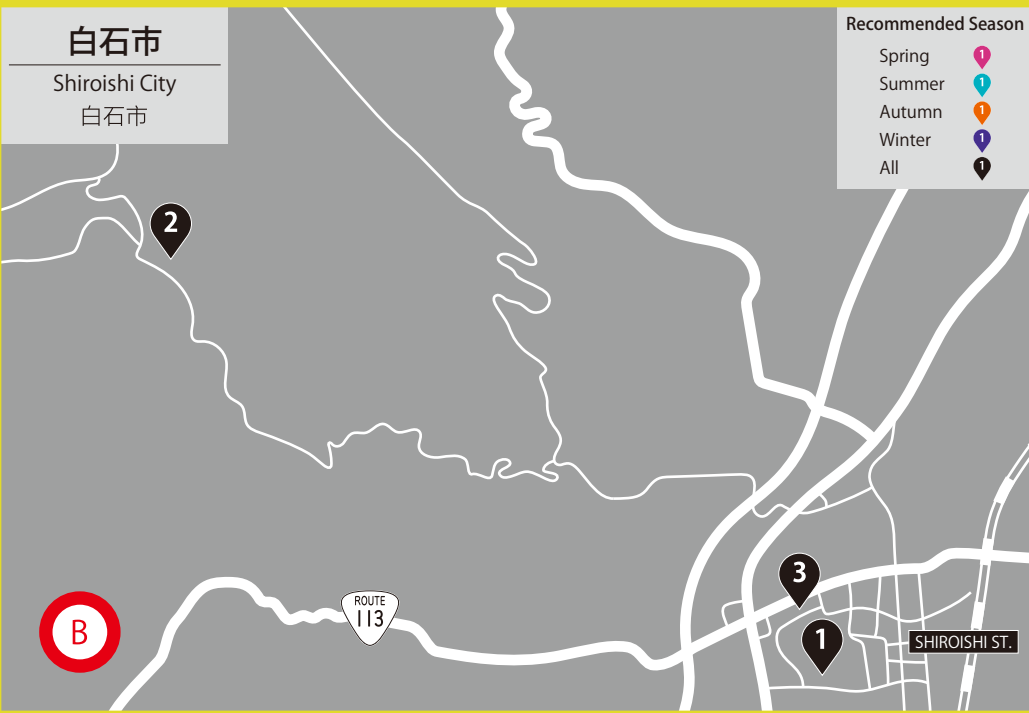 白石市
Shiroishi City
白石市
Recommended Season
Spring 1
Summer 1
Autumn 1
Winter 1
All 1
2
3
1
B
ROUTE
113
SHIROISHI ST.